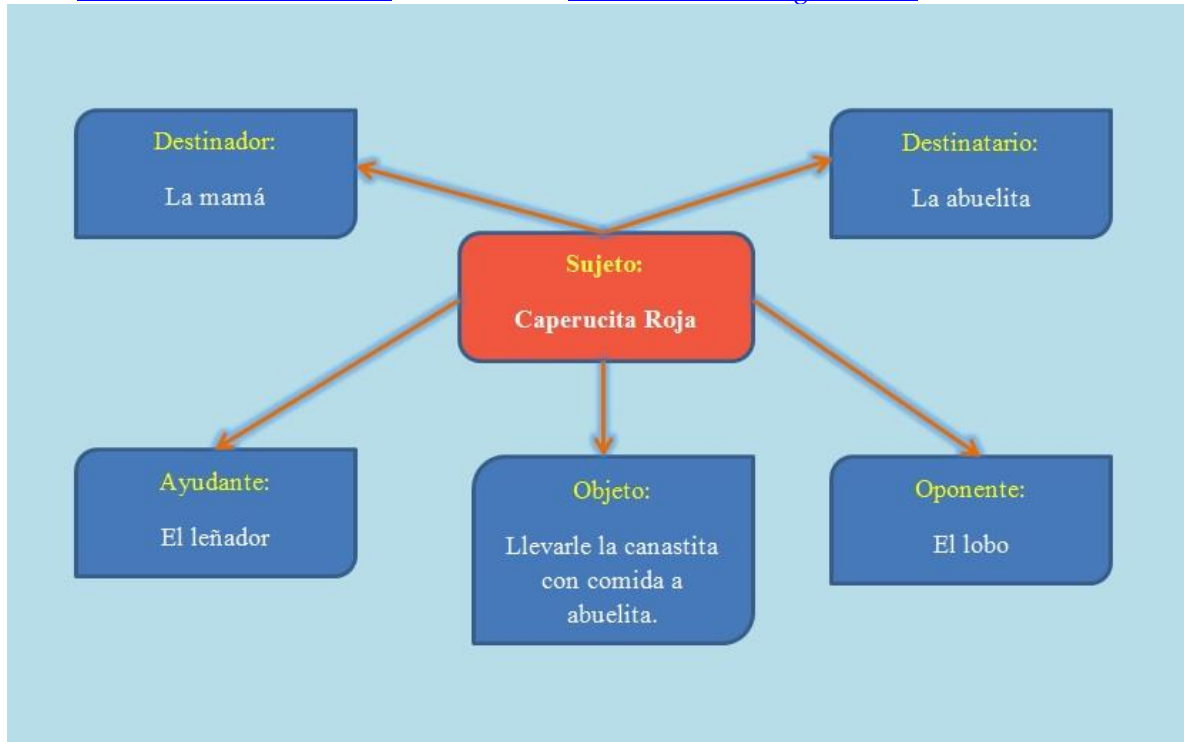 Destinador:
La mamá
Destinatario:
La abuelita
Sujeto:
Caperucita Roja
Ayudante:
El leñador
Objeto:
Llevarle la canastita
con comida a
abuelita.
Oponente:
El lobo